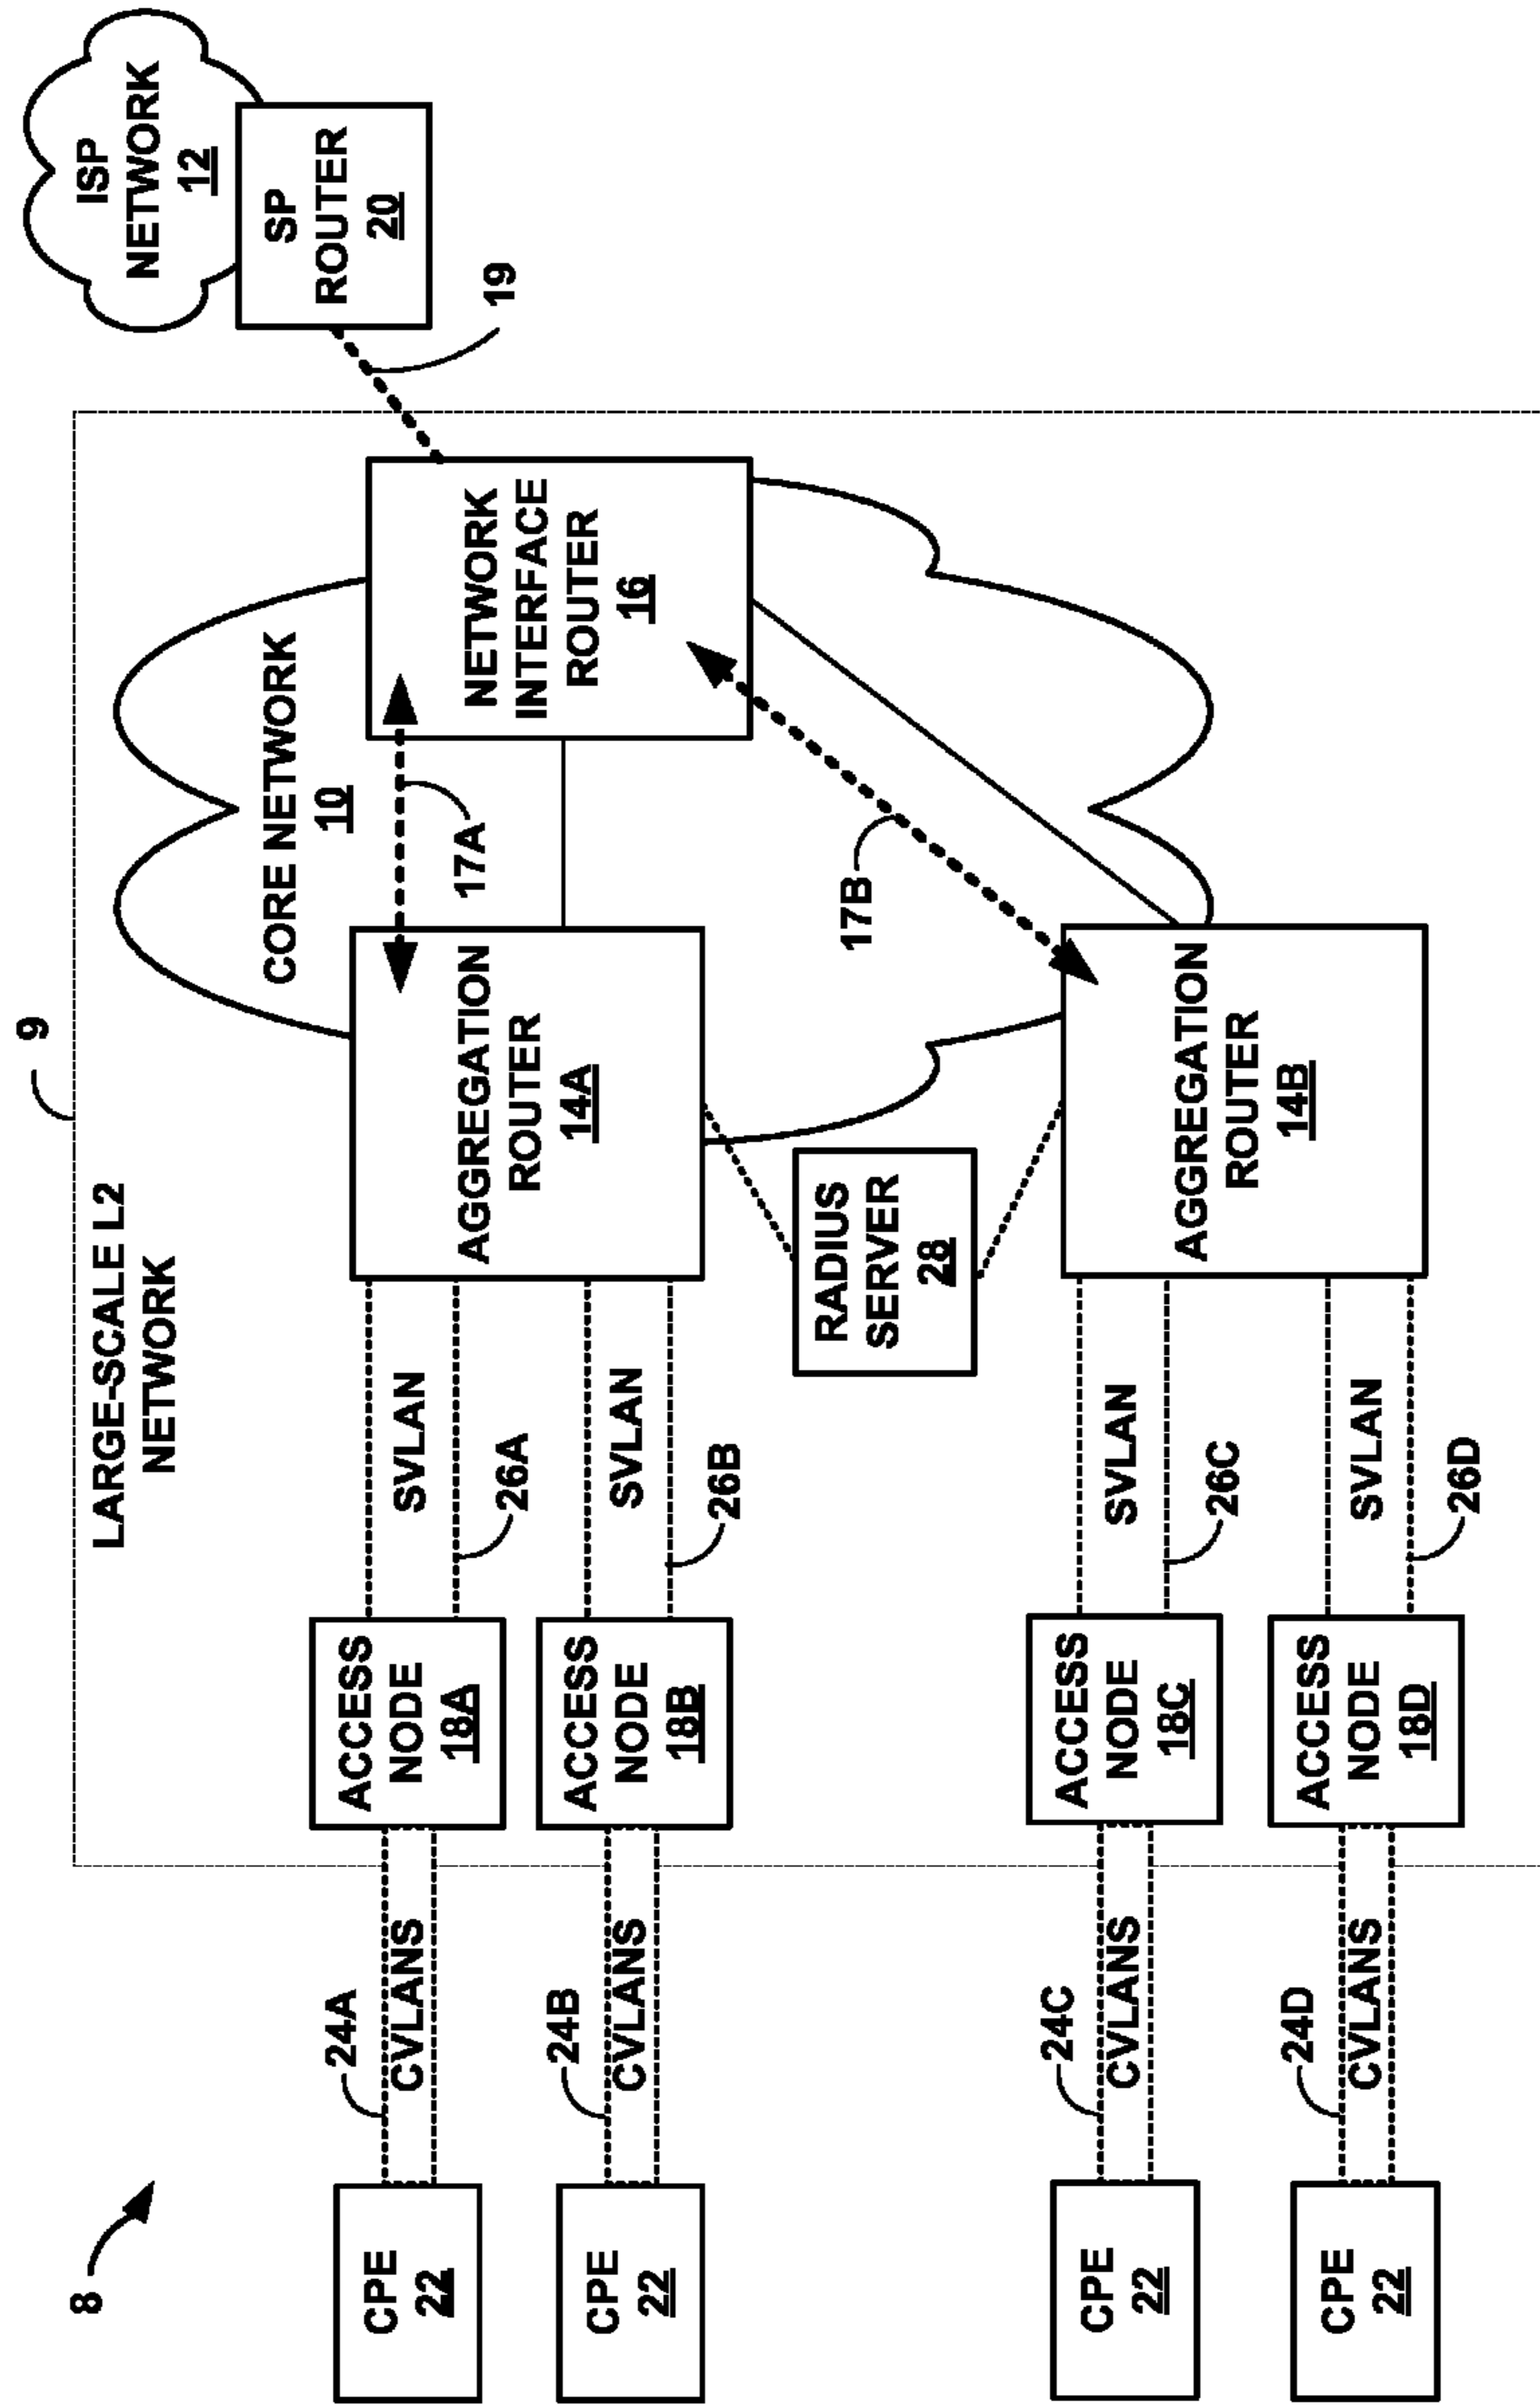 8
LARGE-SCALE L2
NETWORK
9
ISP
NETWORK
12
SP
ROUTER
20
19
CORE NETWORK
10
17A
NETWORK
INTERFACE
ROUTER
16
17B
AGGREGATION
ROUTER
14A
AGGREGATION
ROUTER
14B
RADIUS
SERVER
28
SVLAN
26A
SVLAN
26B
SVLAN
26C
SVLAN
26D
ACCESS
NODE
18A
ACCESS
NODE
18B
ACCESS
NODE
18C
ACCESS
NODE
18D
24A
CVLANS
24B
CVLANS
24C
CVLANS
24D
CVLANS
CPE
22
CPE
22
CPE
22
CPE
22